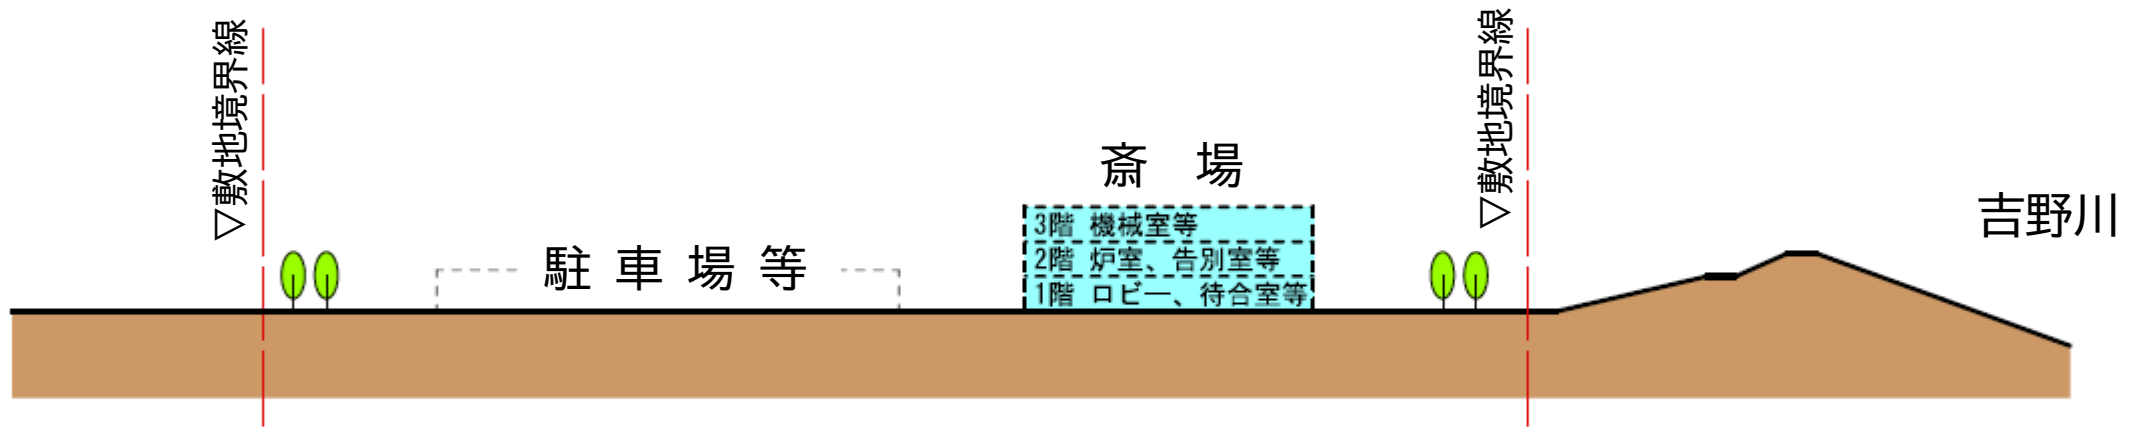 ▽敷地境界線
駐車場等
斎 場
3階 機械室等
2階 炉室、告別室等
1階 ロビー、待合室等
▽敷地境界線
吉野川